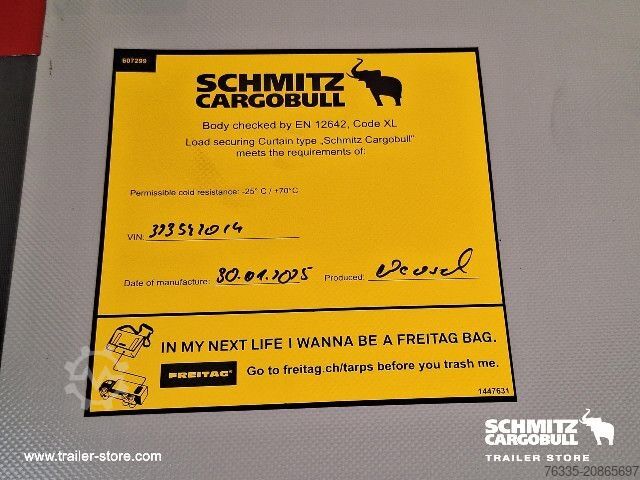 607299
SCHMITZ
CARGOBULL
Body checked by EN 12642, Code XL
Load securing Curtain type „Schmitz Cargobull"
meets the requirements of:
Permissible cold resistance: -25° C / +70°C
VIN:
Date of manufacture: 30.01.2025 Produced:
IN MY NEXT LIFE I WANNA BE A FREITAG BAG.
FREITAG® Go to freitag.ch/tarps before you trash me.
1447631
www.trailer-store.com
SCHMITZ
CARGOBULL
TRAILER STORE
76335-20865697